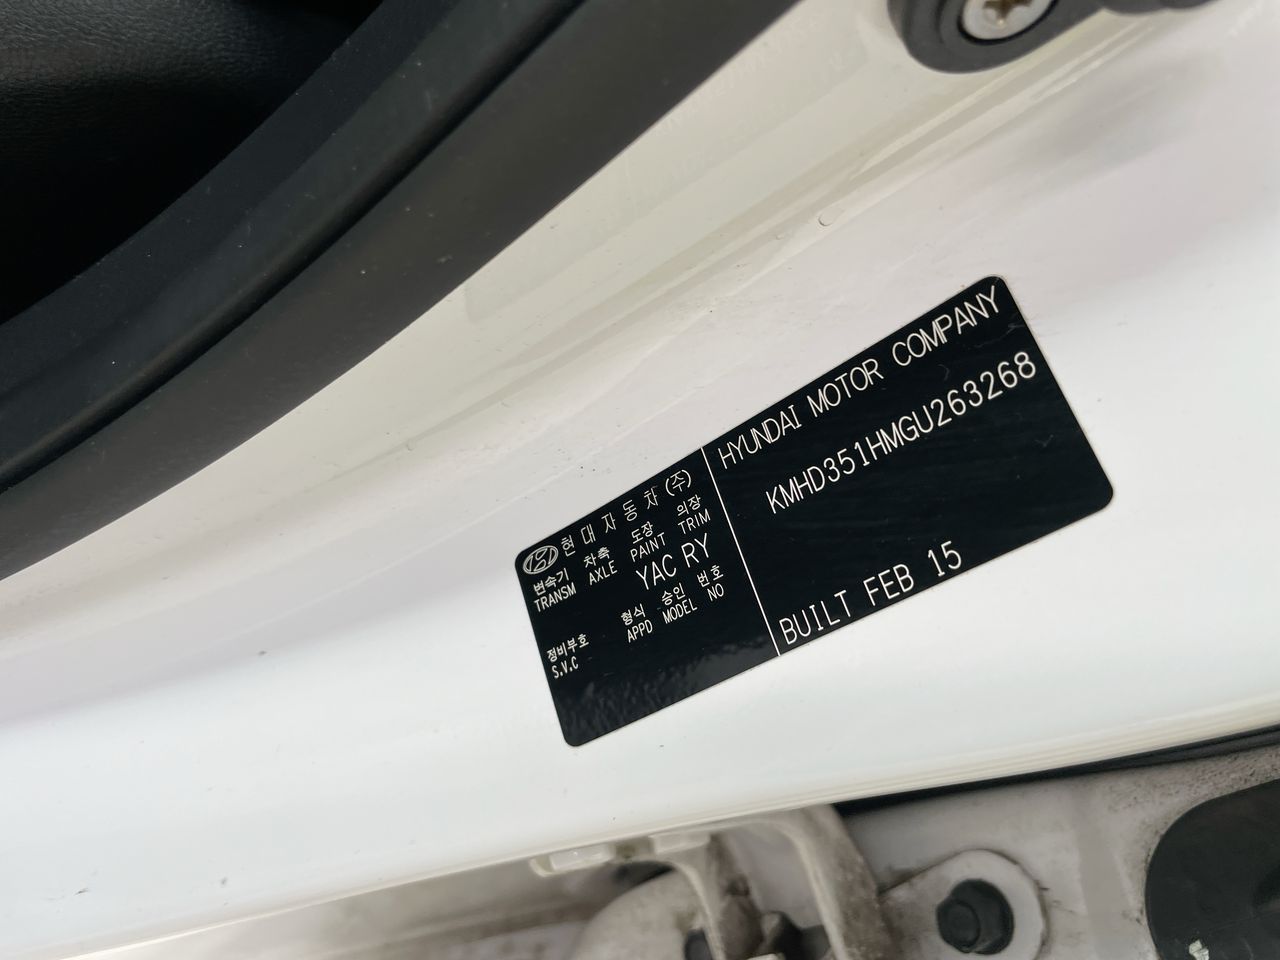 현대자동차(주)
변속기 차축 도장 의장
TRANSM AXLE PAINT TRIM
YAC RY
형식 승인 번호
정비부호 APPD MODEL NO
S.V.C
HYUNDAI MOTOR COMPANY
KMHD351HMGU263268
BUILT FEB 15